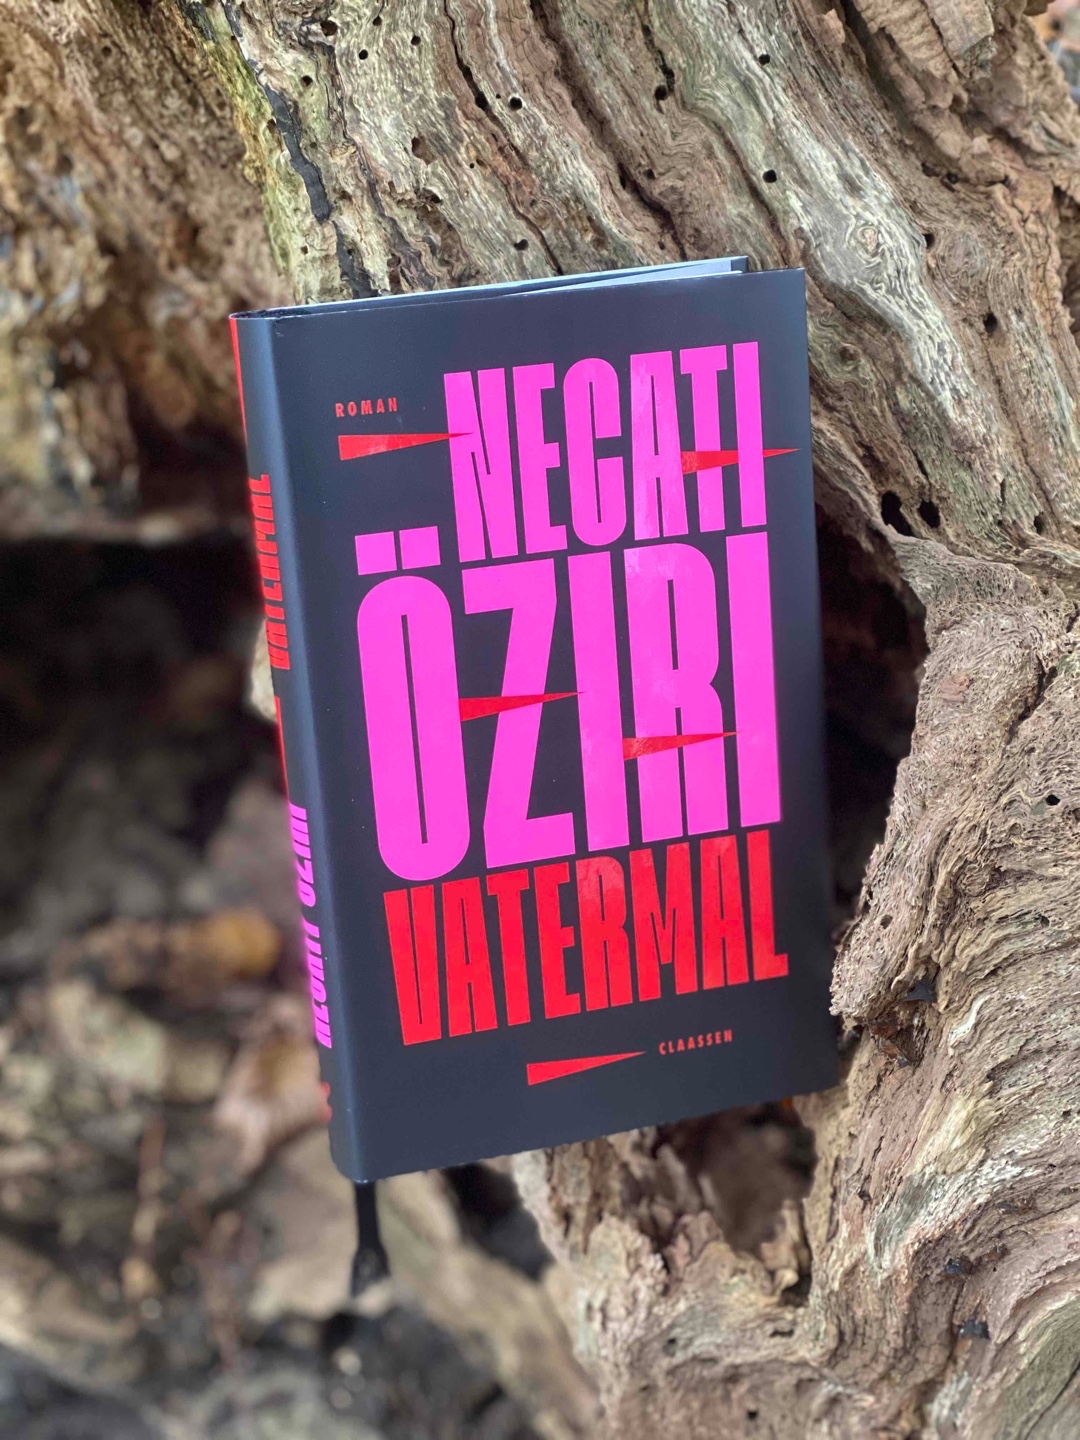 ROMAN
NECATI
ÖZIRI
VATERMAL
CLAASSEN
VATERMAL
NECATI ÖZIRI